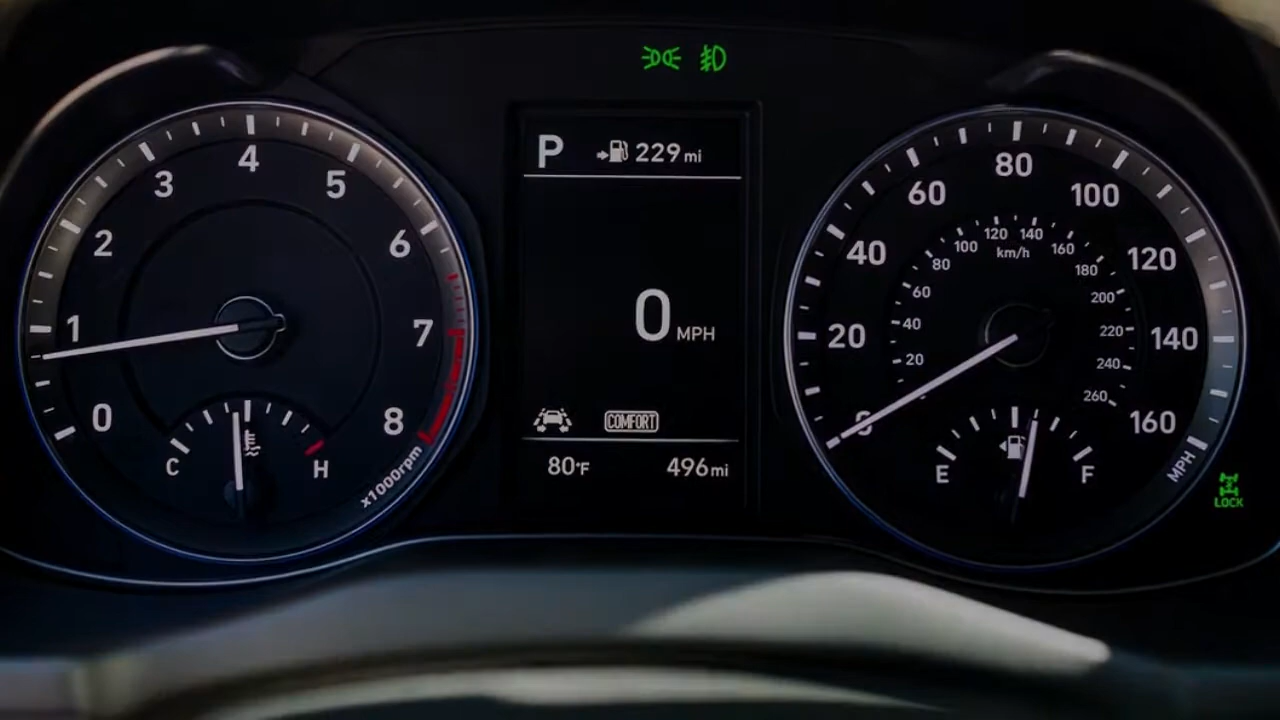 P 229 mi
0 MPH
COMFORT
80°F 496 mi
0 1 2 3 4 5 6 7 8
x1000rpm
C H
0 20 40 60 80 100 120 140 160
MPH
20 40 60 80 100 120 140 160 180 200 220 240 260
km/h
E F
LOCK